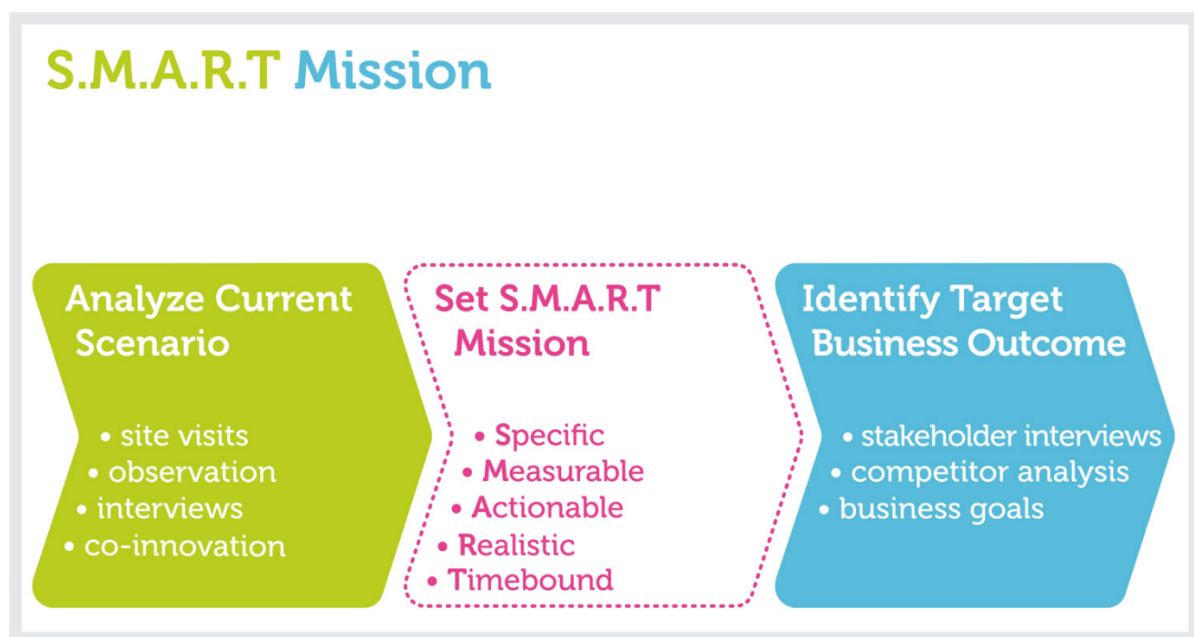 S.M.A.R.T Mission
Analyze Current
Scenario
• site visits
• observation
• interviews
• co-innovation
Set S.M.A.R.T
Mission
• Specific
• Measurable
• Actionable
• Realistic
• Timebound
Identify Target
Business Outcome
• stakeholder interviews
• competitor analysis
• business goals